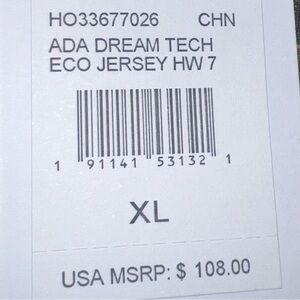 HO33677026 CHN
ADA DREAM TECH
ECO JERSEY HW 7
1 91141 53132 1
XL
USA MSRP: $ 108.00